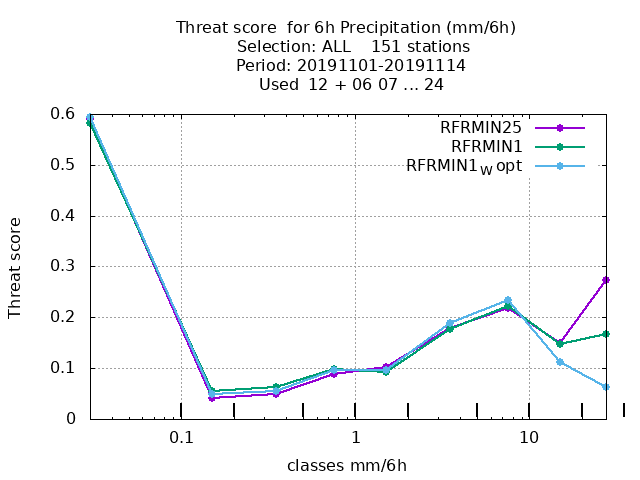 Threat score  for 6h Precipitation (mm/6h)
Selection: ALL    151 stations
Period: 20191101-20191114
Used  12 + 06 07 ... 24
RFRMIN25
RFRMIN1
RFRMIN1_W opt
Threat score
0.6
0.5
0.4
0.3
0.2
0.1
0
0.1 1 10
classes mm/6h